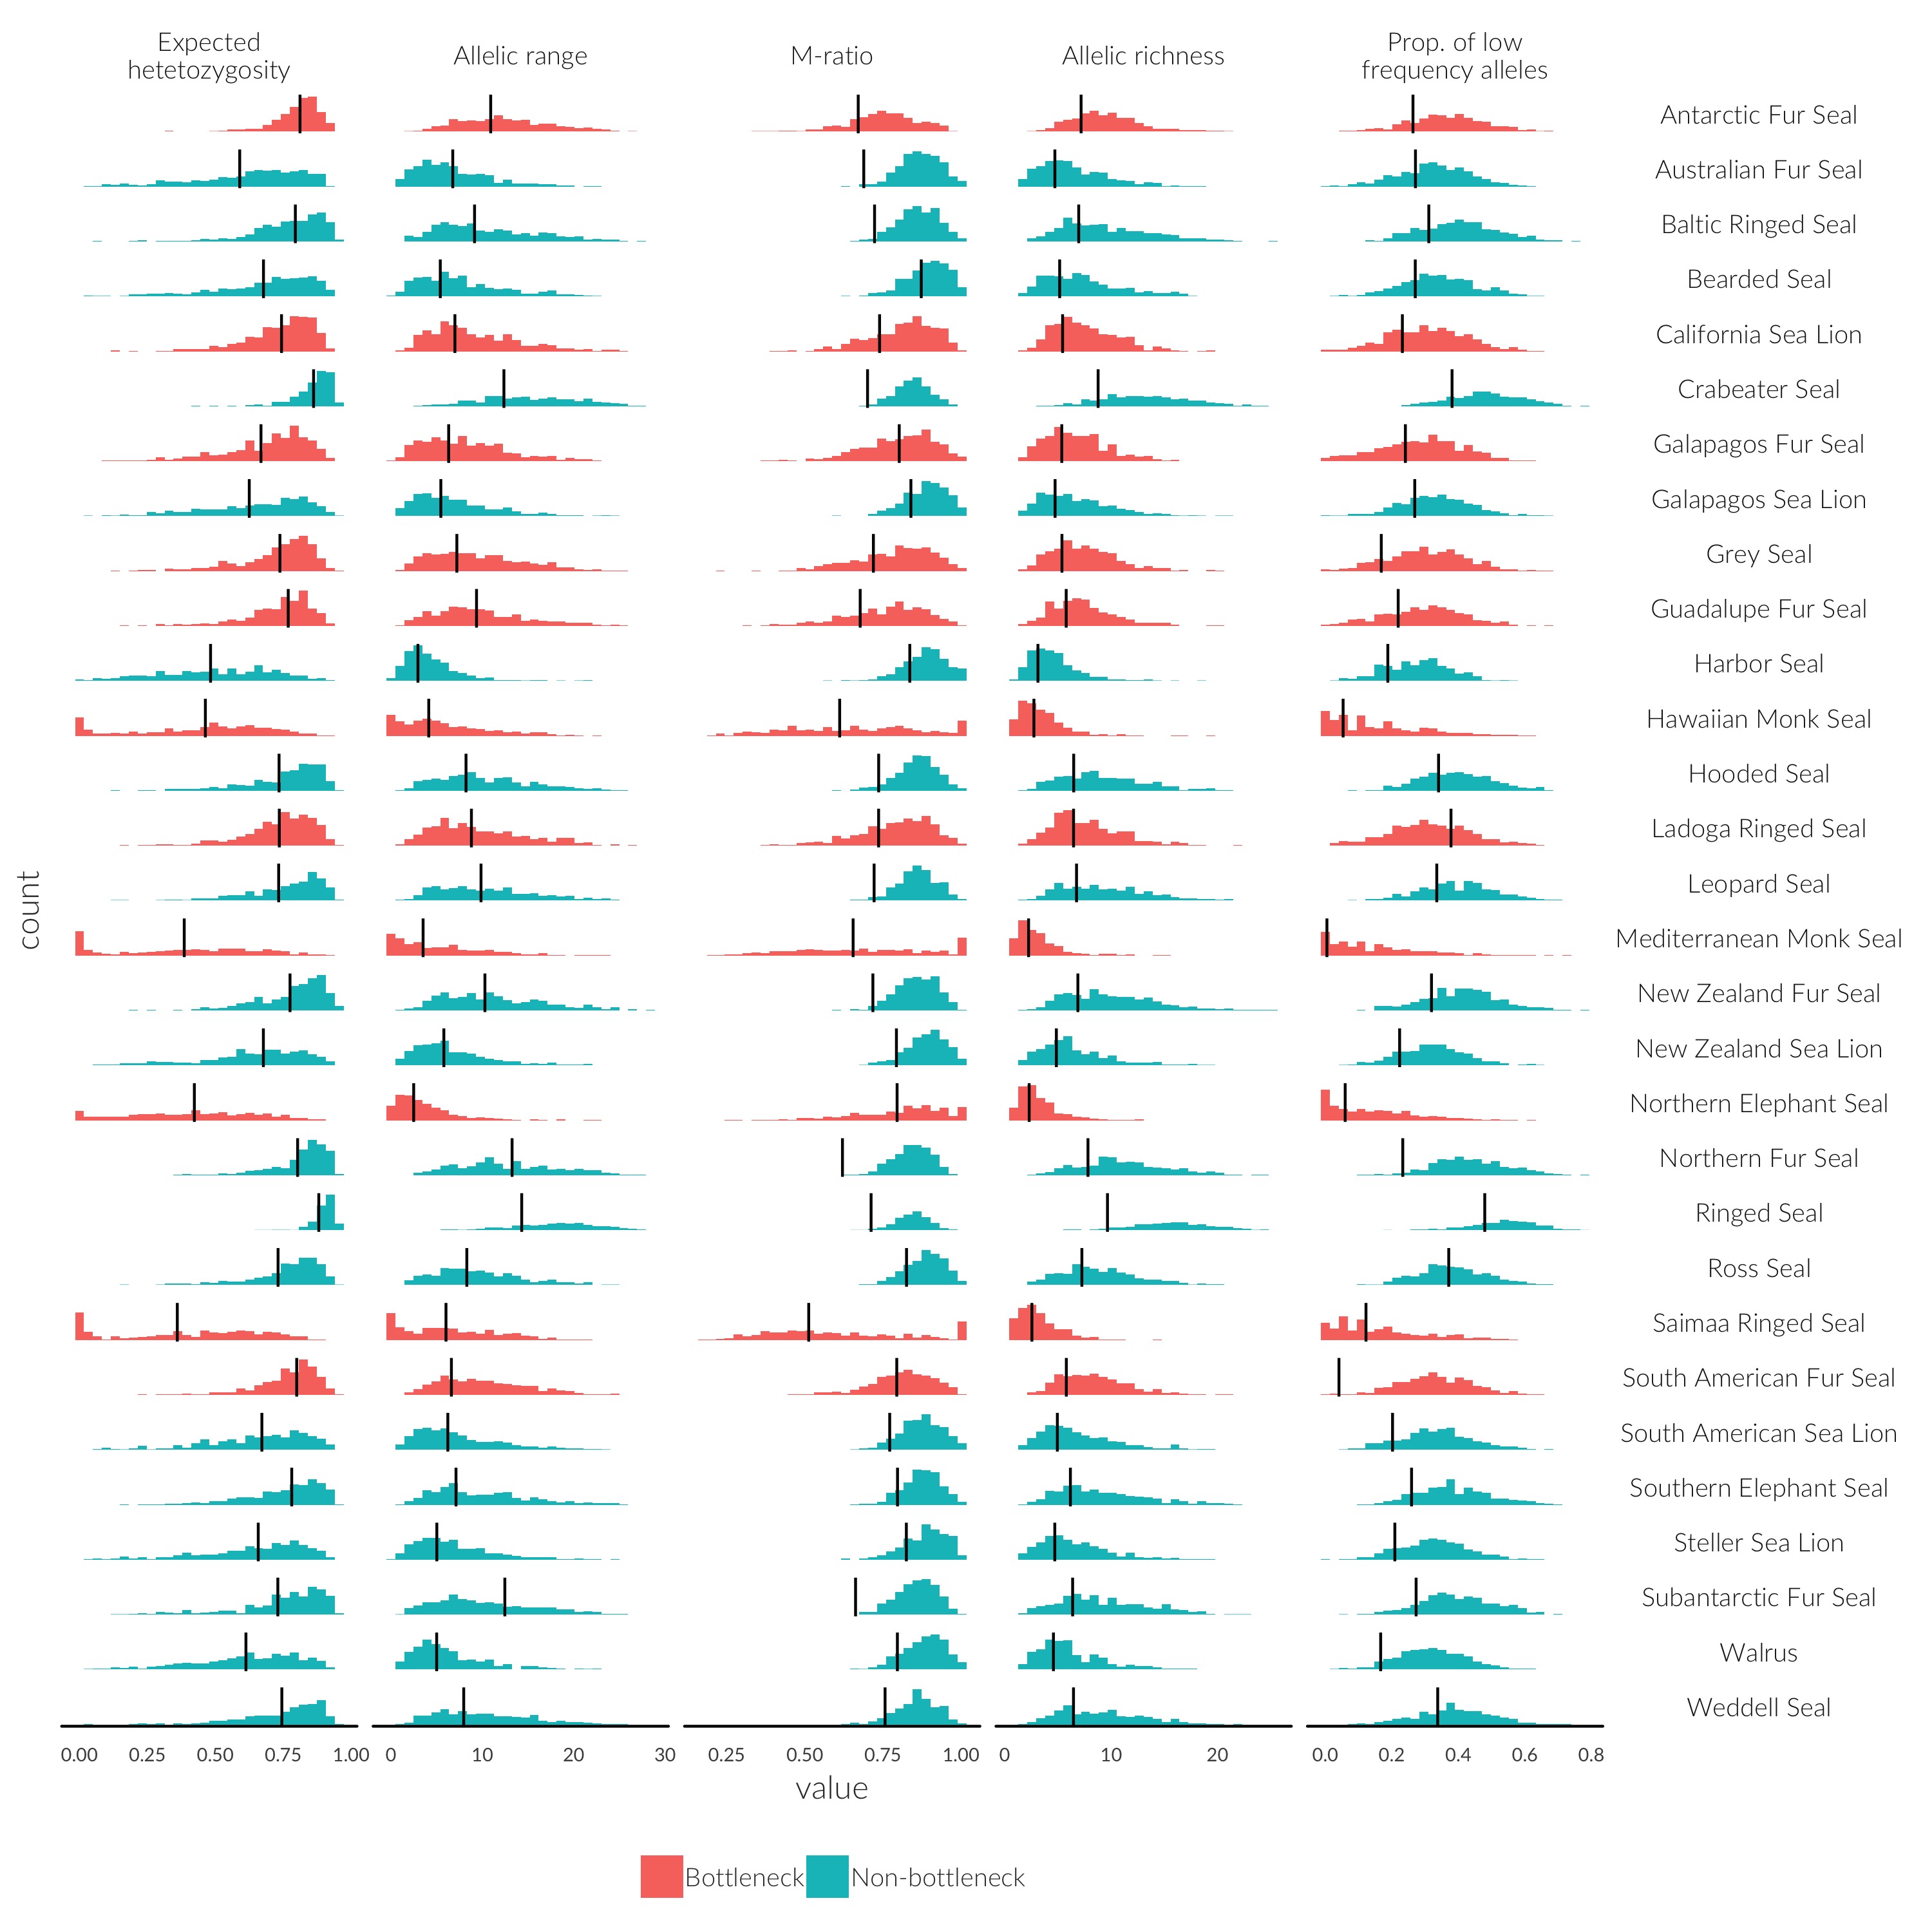 Expected
hetetozygosity
Allelic range
M-ratio
Allelic richness
Prop. of low
frequency alleles
Antarctic Fur Seal
Australian Fur Seal
Baltic Ringed Seal
Bearded Seal
California Sea Lion
Crabeater Seal
Galapagos Fur Seal
Galapagos Sea Lion
Grey Seal
Guadalupe Fur Seal
Harbor Seal
Hawaiian Monk Seal
Hooded Seal
Ladoga Ringed Seal
Leopard Seal
Mediterranean Monk Seal
New Zealand Fur Seal
New Zealand Sea Lion
Northern Elephant Seal
Northern Fur Seal
Ringed Seal
Ross Seal
Saimaa Ringed Seal
South American Fur Seal
South American Sea Lion
Southern Elephant Seal
Steller Sea Lion
Subantarctic Fur Seal
Walrus
Weddell Seal
count
0.00 0.25 0.50 0.75 1.00 0 10 20 30 0.25 0.50 0.75 1.00 0 10 20 0.0 0.2 0.4 0.6 0.8
value
Bottleneck Non-bottleneck